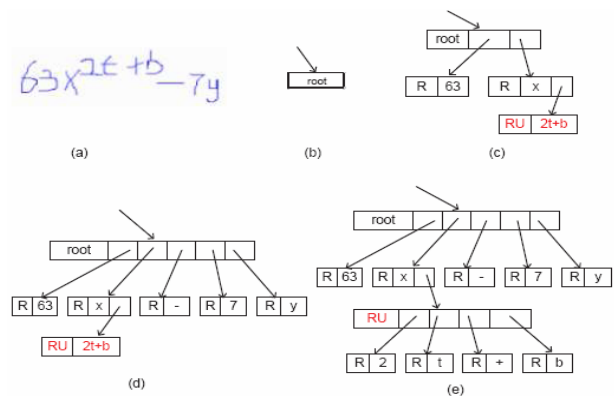 63x^{2t+b}-7y
(a)
root
(b)
root
R 63 R x
RU 2t+b
(c)
root
R 63 R x R - R 7 R y
RU 2t+b
(d)
root
R 63 R x R - R 7 R y
RU
R 2 R t R + R b
(e)